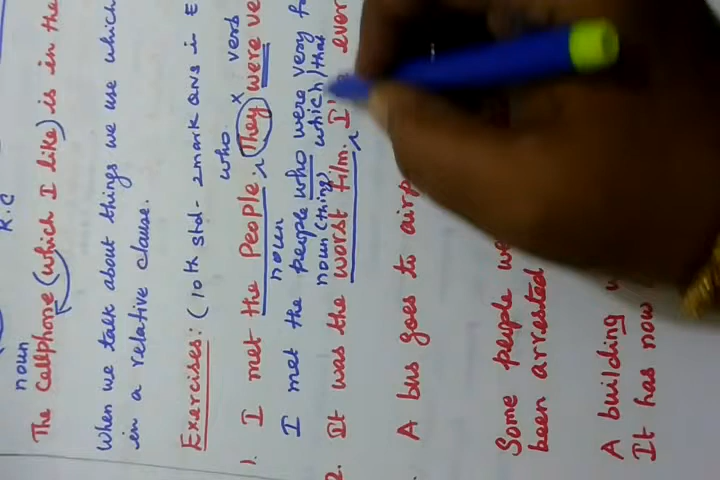 R.C
noun
The Cellphone (which I like) is in the
When we talk about things we use which
in a relative clause.
Exercises: (10th std - 2mark ans in E
who x verb
1. I met the People. They were ve
noun
I met the people who were very f
noun (thing) which/that
2. It was the worst film. I' ever
A bus goes to airp
Some people we
been arrested
A building
It has now